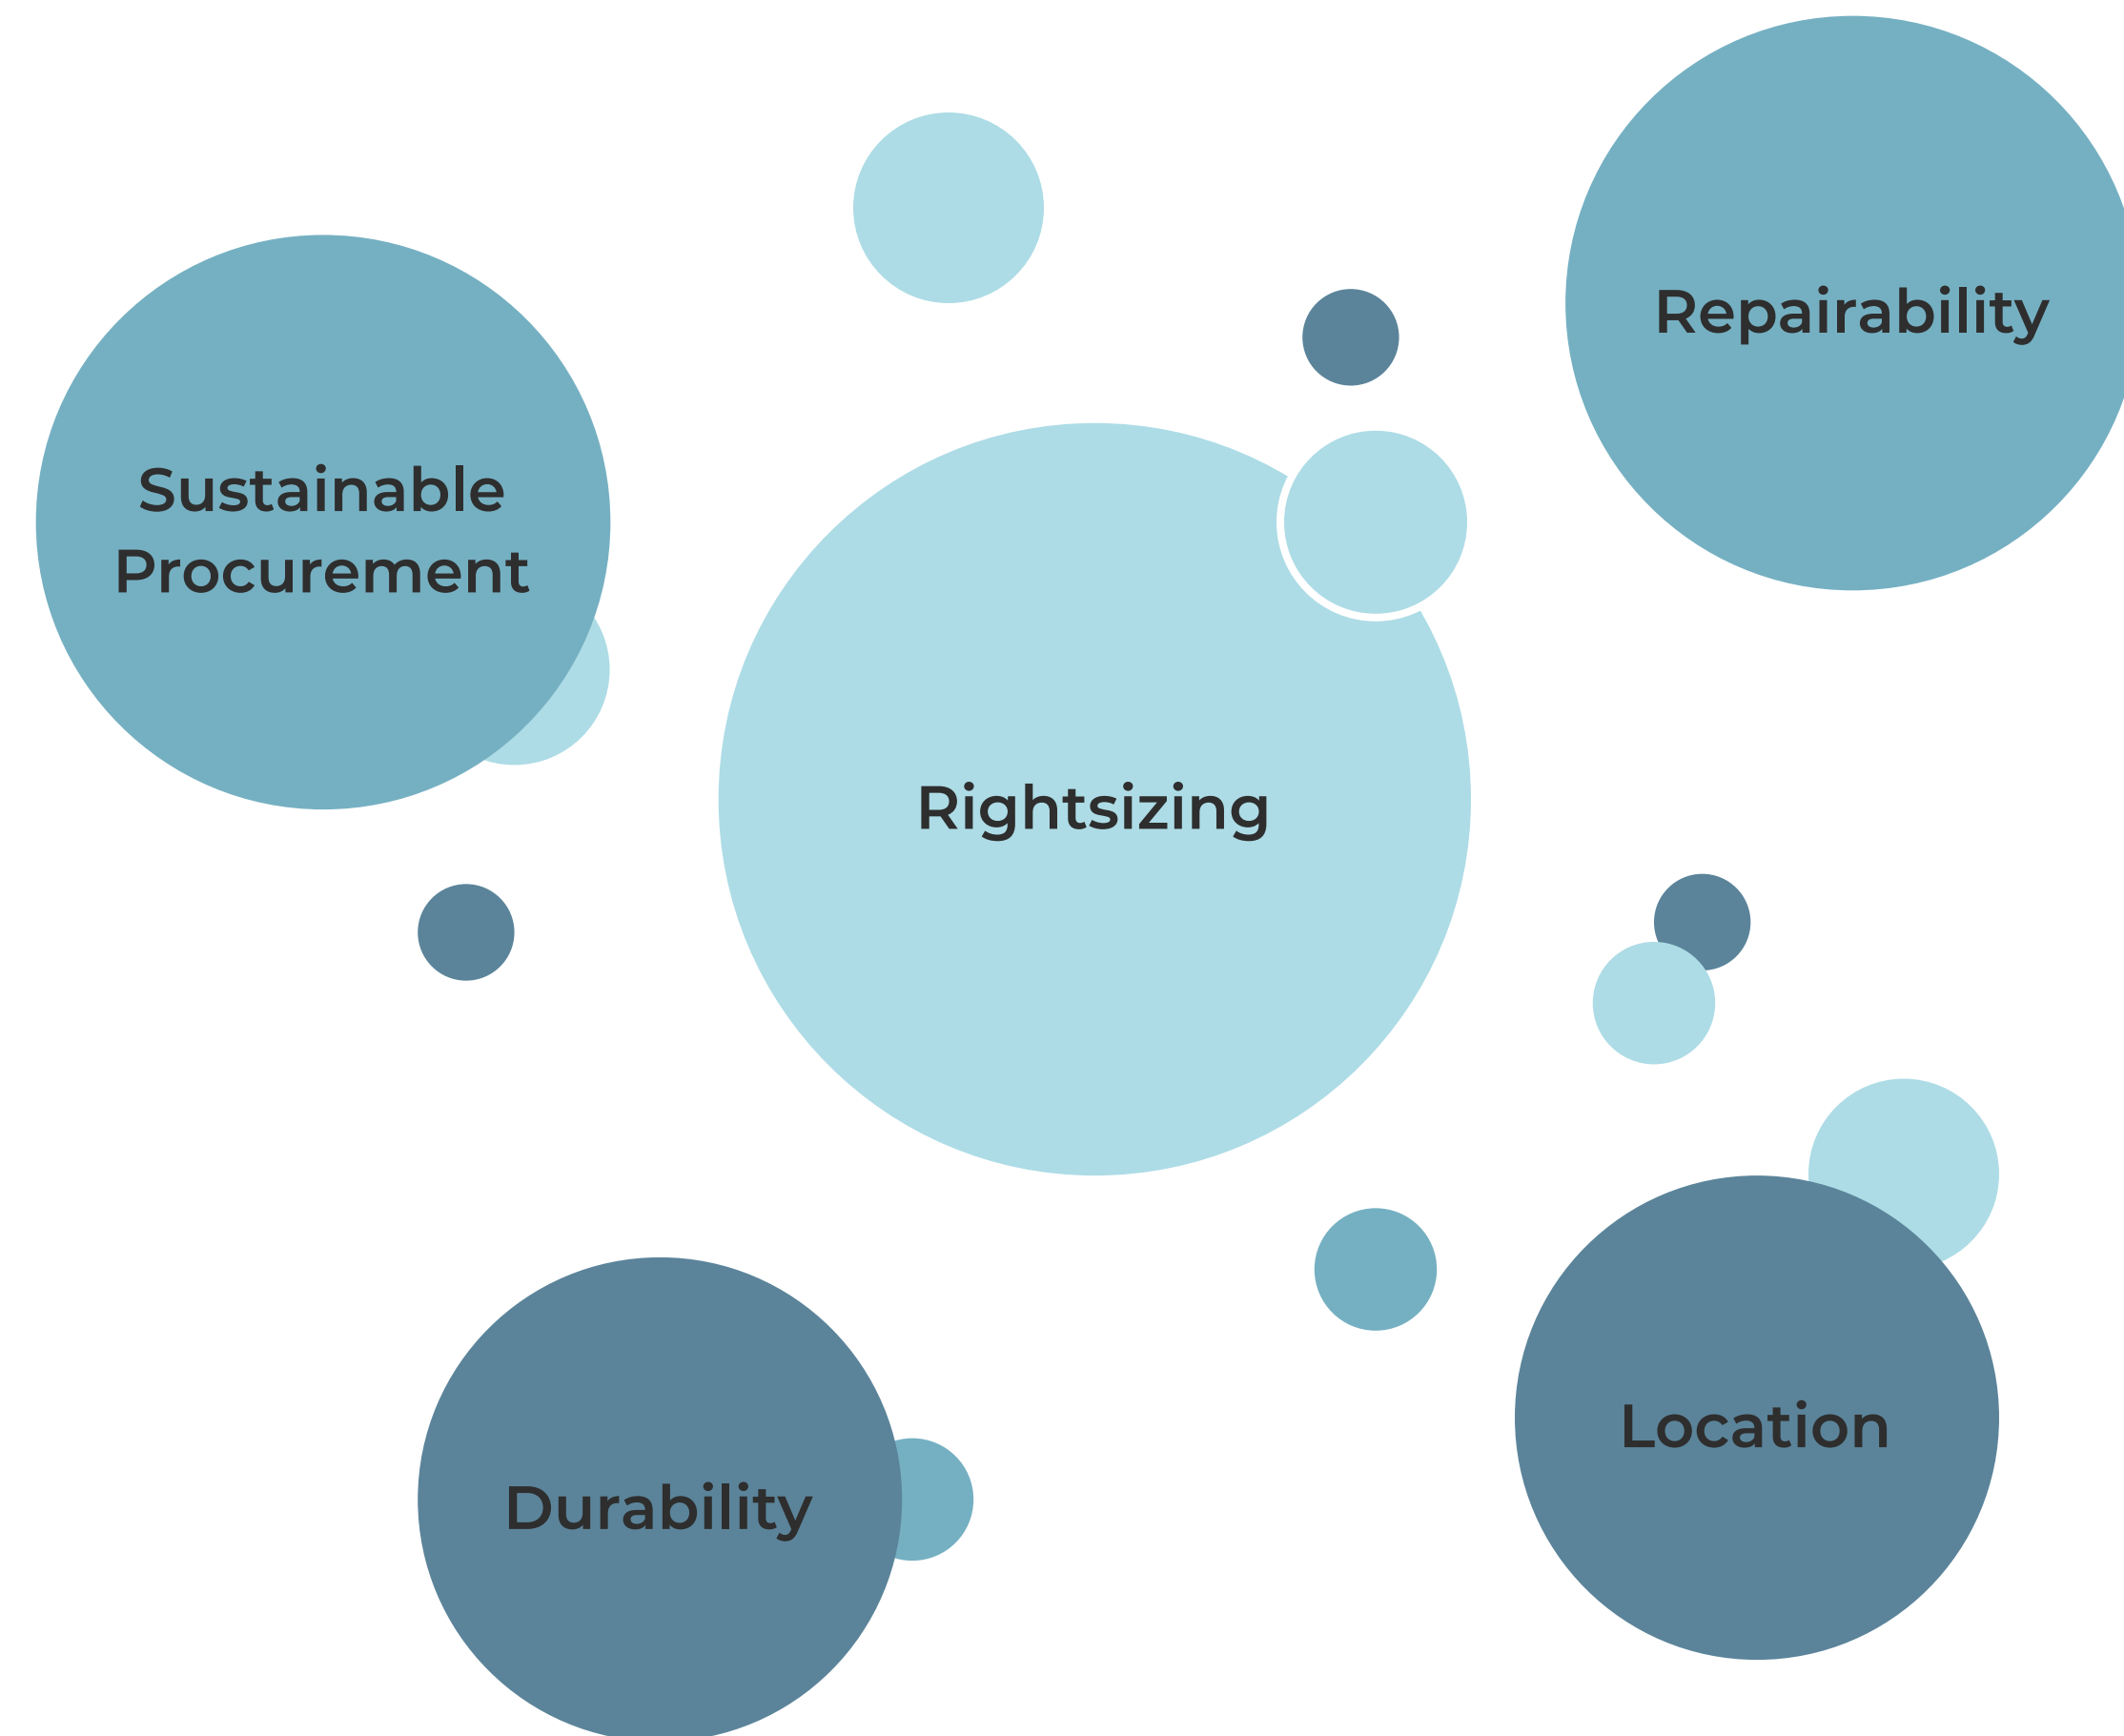 Repairability
Sustainable
Procurement
Rightsizing
Location
Durability